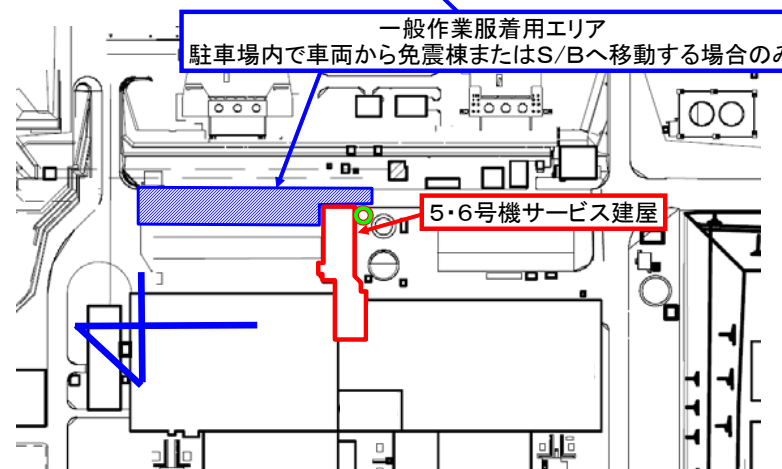 一般作業服着用エリア
駐車場内で車両から免震棟またはS/Bへ移動する場合のみ
5・6号機サービス建屋